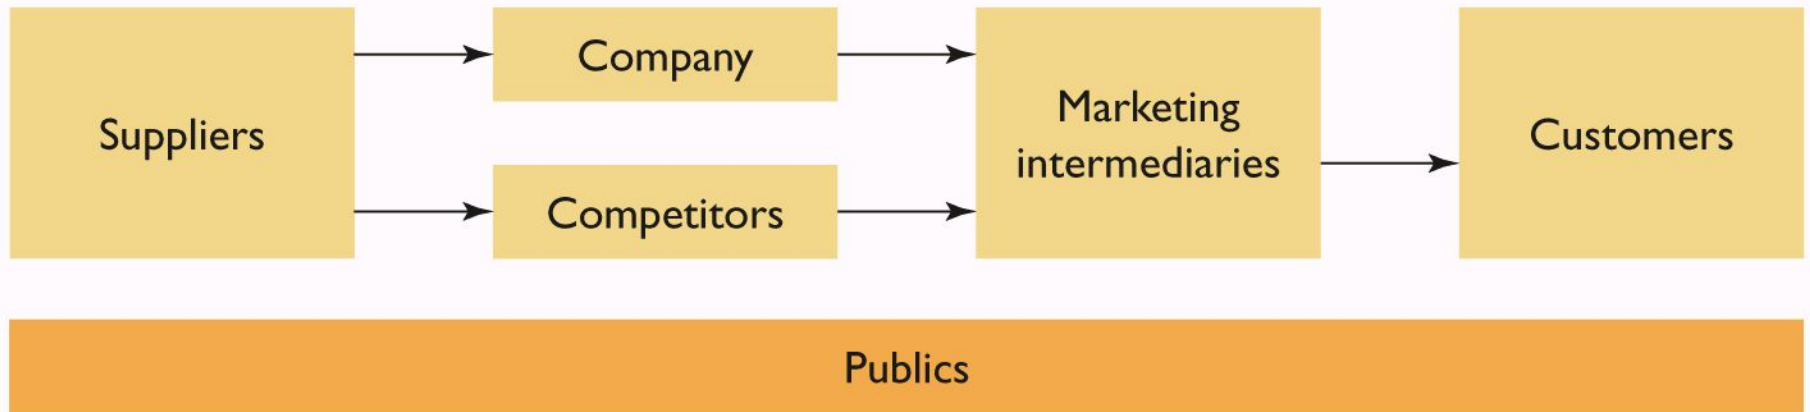 Suppliers
Company
Competitors
Marketing
intermediaries
Customers
Publics